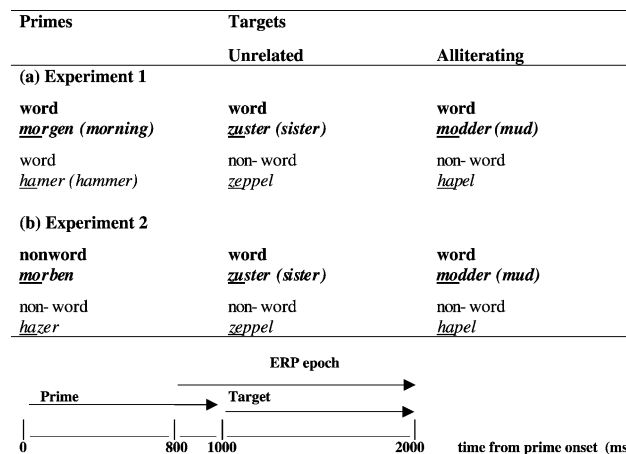 Primes Targets
Unrelated Alliterating
(a) Experiment 1
word word word
morgen (morning) zuster (sister) modder (mud)
word non- word non- word
hamer (hammer) zeppel hapel
(b) Experiment 2
nonword word word
morben zuster (sister) modder (mud)
non- word non- word non- word
hazer zeppel hapel
ERP epoch
Prime Target
0 800 1000 2000 time from prime onset (ms